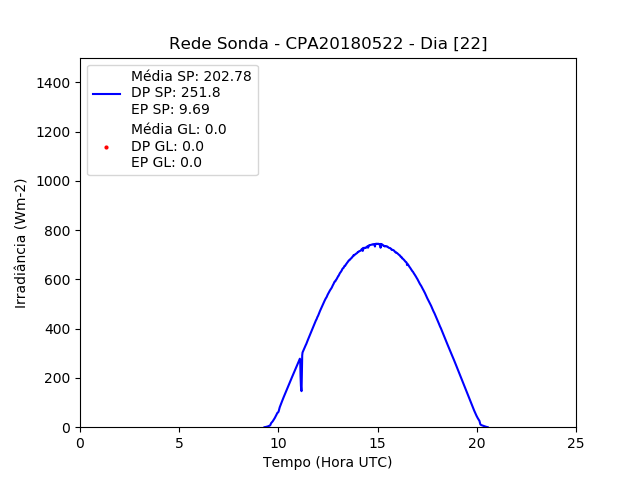 Rede Sonda - CPA20180522 - Dia [22]
Média SP: 202.78
DP SP: 251.8
EP SP: 9.69
Média GL: 0.0
DP GL: 0.0
EP GL: 0.0
Irradiância (Wm-2)
1400
1200
1000
800
600
400
200
0
0 5 10 15 20 25
Tempo (Hora UTC)